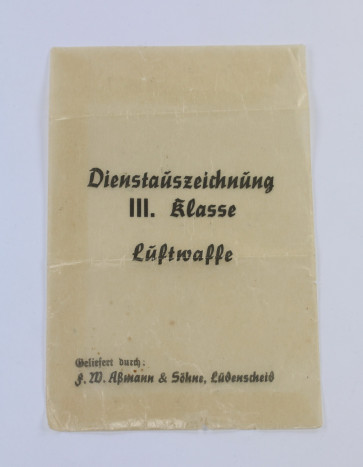 Dienstauszeichnung
III. Klasse
Luftwaffe
Geliefert durch:
F. W. Aßmann & Söhne, Lüdenscheid